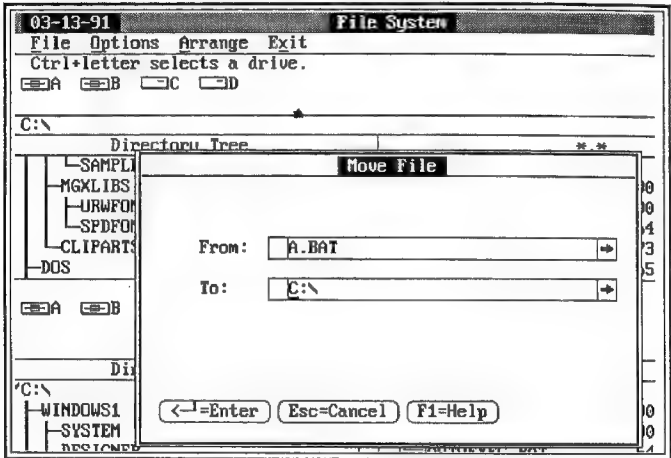 03-13-91 File System
File Options Arrange Exit
Ctrl+letter selects a drive.
A B C D
C:\
Directory Tree *.*
SAMPL
MGXLIBS
URWFON
SPDFON
CLIPARTS
DOS
A B
Move File
From: A.BAT
To: C:\
<-┘=Enter Esc=Cancel F1=Help
Di
C:\
WINDOWS1
SYSTEM